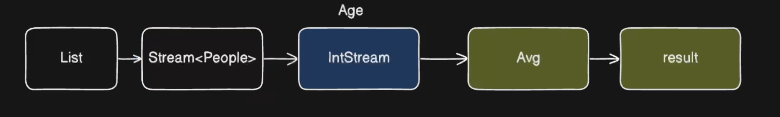 Age
List
Stream<People>
IntStream
Avg
result